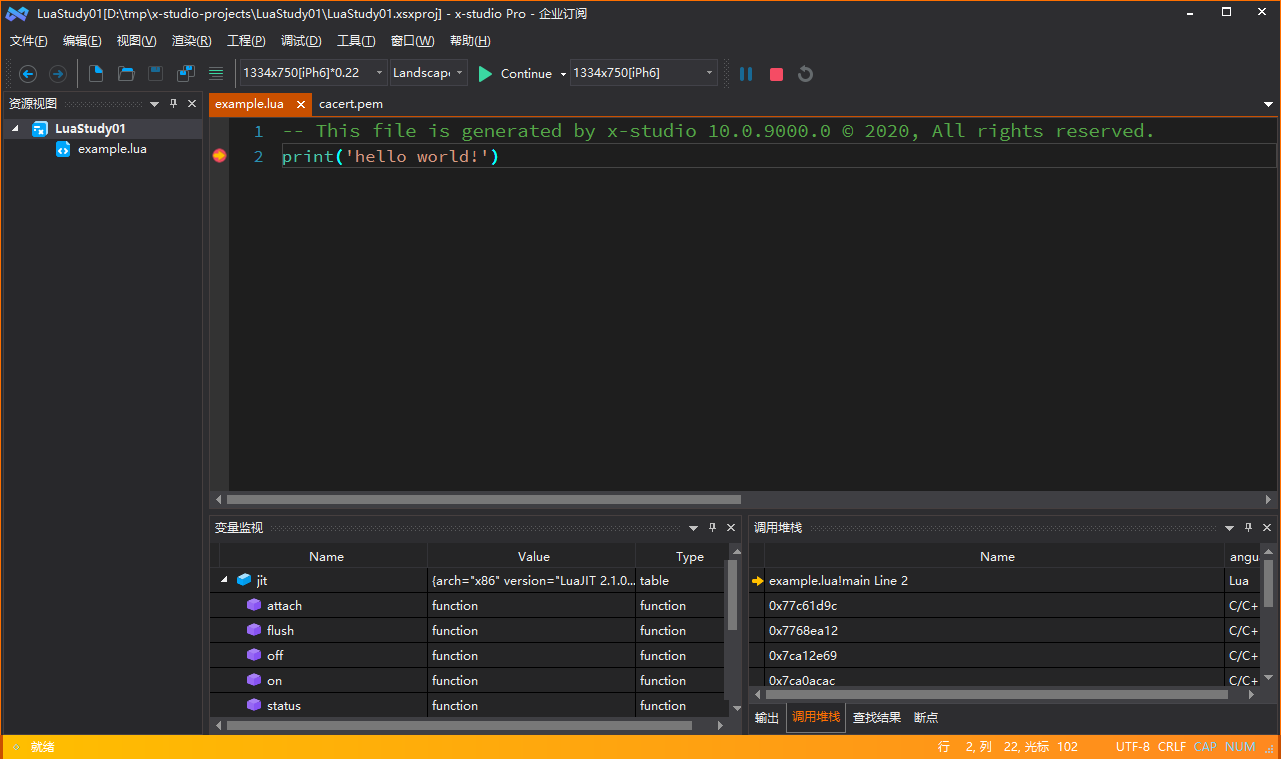 LuaStudy01[D:\tmp\x-studio-projects\LuaStudy01\LuaStudy01.xsxproj] - x-studio Pro - 企业订阅
文件(F) 编辑(E) 视图(V) 渲染(R) 工程(P) 调试(D) 工具(T) 窗口(W) 帮助(H)
1334x750[iPh6]*0.22 Landscap Continue 1334x750[iPh6]
资源视图
LuaStudy01
example.lua
example.lua cacert.pem
1 -- This file is generated by x-studio 10.0.9000.0 © 2020, All rights reserved.
2 print('hello world!')
变量监视
Name Value Type
jit {arch="x86" version="LuaJIT 2.1.0... table
attach function function
flush function function
off function function
on function function
status function function
调用堆栈
Name angu
example.lua!main Line 2 Lua
0x77c61d9c C/C+
0x7768ea12 C/C+
0x7ca12e69 C/C+
0x7ca0acac C/C+
输出 调用堆栈 查找结果 断点
就绪 行 2, 列 22, 光标 102 UTF-8 CRLF CAP NUM